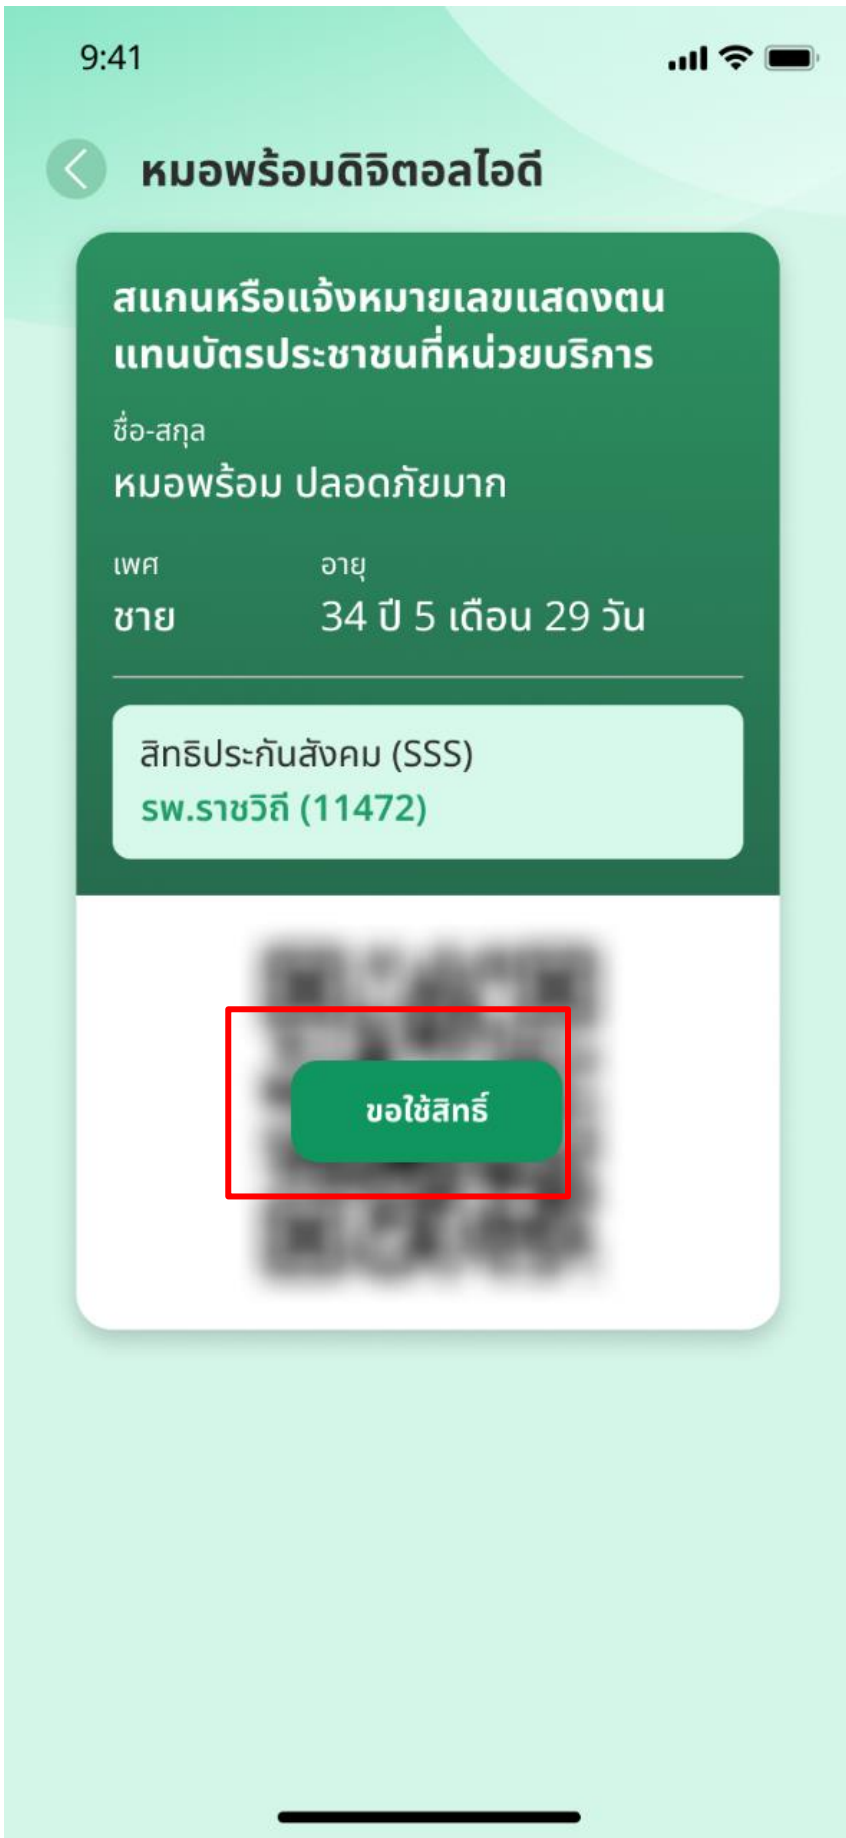 9:41
หมอพร้อมดิจิตอลไอดี
สแกนหรือแจ้งหมายเลขแสดงตน
แทนบัตรประชาชนที่หน่วยบริการ
ชื่อ-สกุล
หมอพร้อม ปลอดภัยมาก
เพศ อายุ
ชาย 34 ปี 5 เดือน 29 วัน
สิทธิประกันสังคม (SSS)
รพ.ราชวิถี (11472)
ขอใช้สิทธิ์